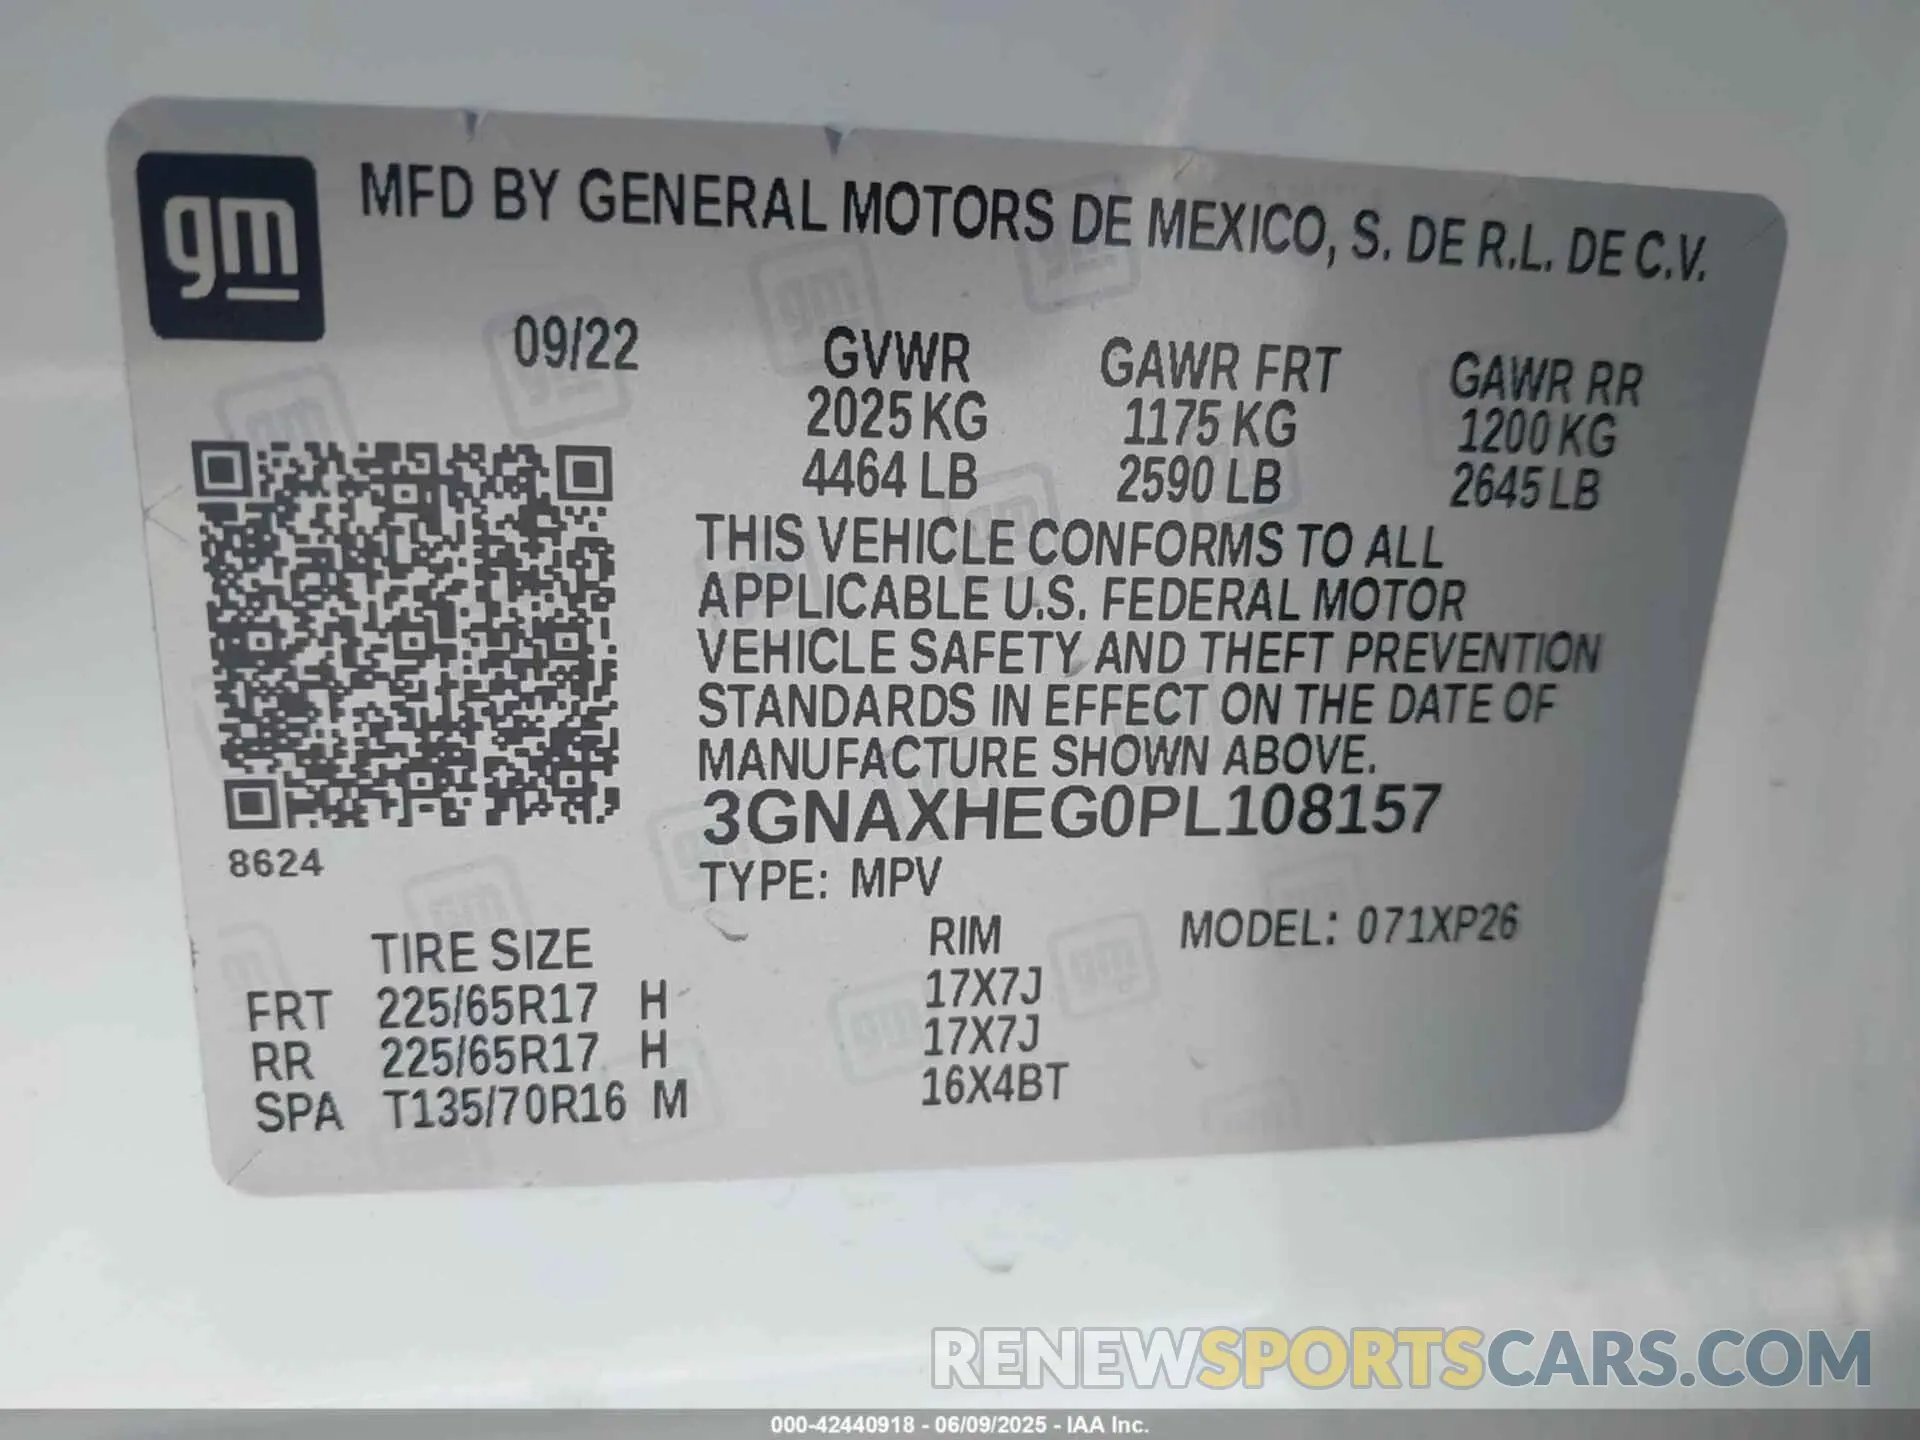 gm
MFD BY GENERAL MOTORS DE MEXICO, S. DE R.L. DE C.V.
09/22
GVWR GAWR FRT GAWR RR
2025 KG 1175 KG 1200 KG
4464 LB 2590 LB 2645 LB
THIS VEHICLE CONFORMS TO ALL
APPLICABLE U.S. FEDERAL MOTOR
VEHICLE SAFETY AND THEFT PREVENTION
STANDARDS IN EFFECT ON THE DATE OF
MANUFACTURE SHOWN ABOVE.
3GNAXHEG0PL108157
8624
TYPE: MPV
TIRE SIZE RIM MODEL: 071XP26
FRT 225/65R17 H 17X7J
RR 225/65R17 H 17X7J
SPA T135/70R16 M 16X4BT
RENEWSPORTSCARS.COM
000-42440918 - 06/09/2025 - IAA Inc.